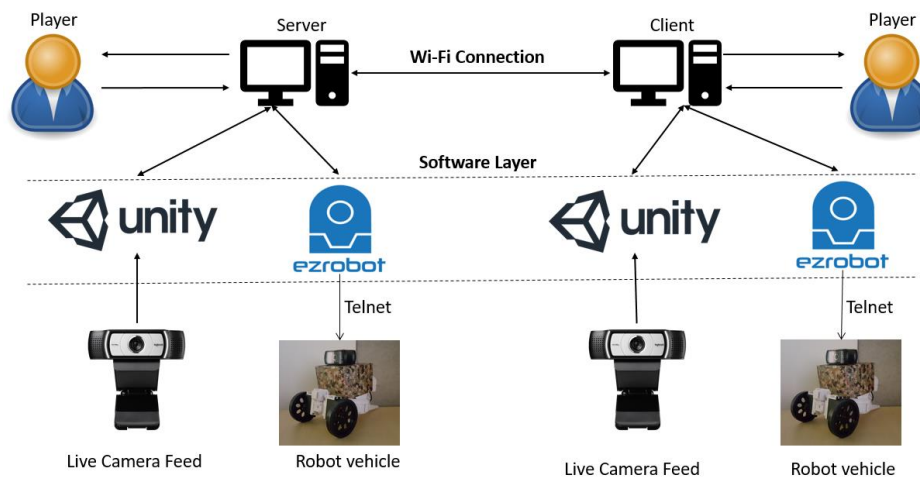 Player
Server
Client
Player
Wi-Fi Connection
Software Layer
unity
ezrobot
unity
ezrobot
Telnet
Telnet
Live Camera Feed
Robot vehicle
Live Camera Feed
Robot vehicle